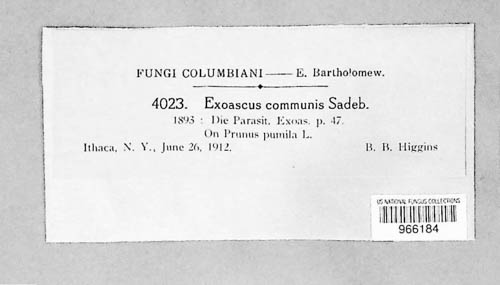 FUNGI COLUMBIANI — E. Bartholomew.
4023. Exoascus communis Sadeb.
1893 : Die Parasit. Exoas. p. 47.
On Prunus pumila L.
Ithaca, N. Y., June 26, 1912. B. B. Higgins
US NATIONAL FUNGUS COLLECTIONS
966184